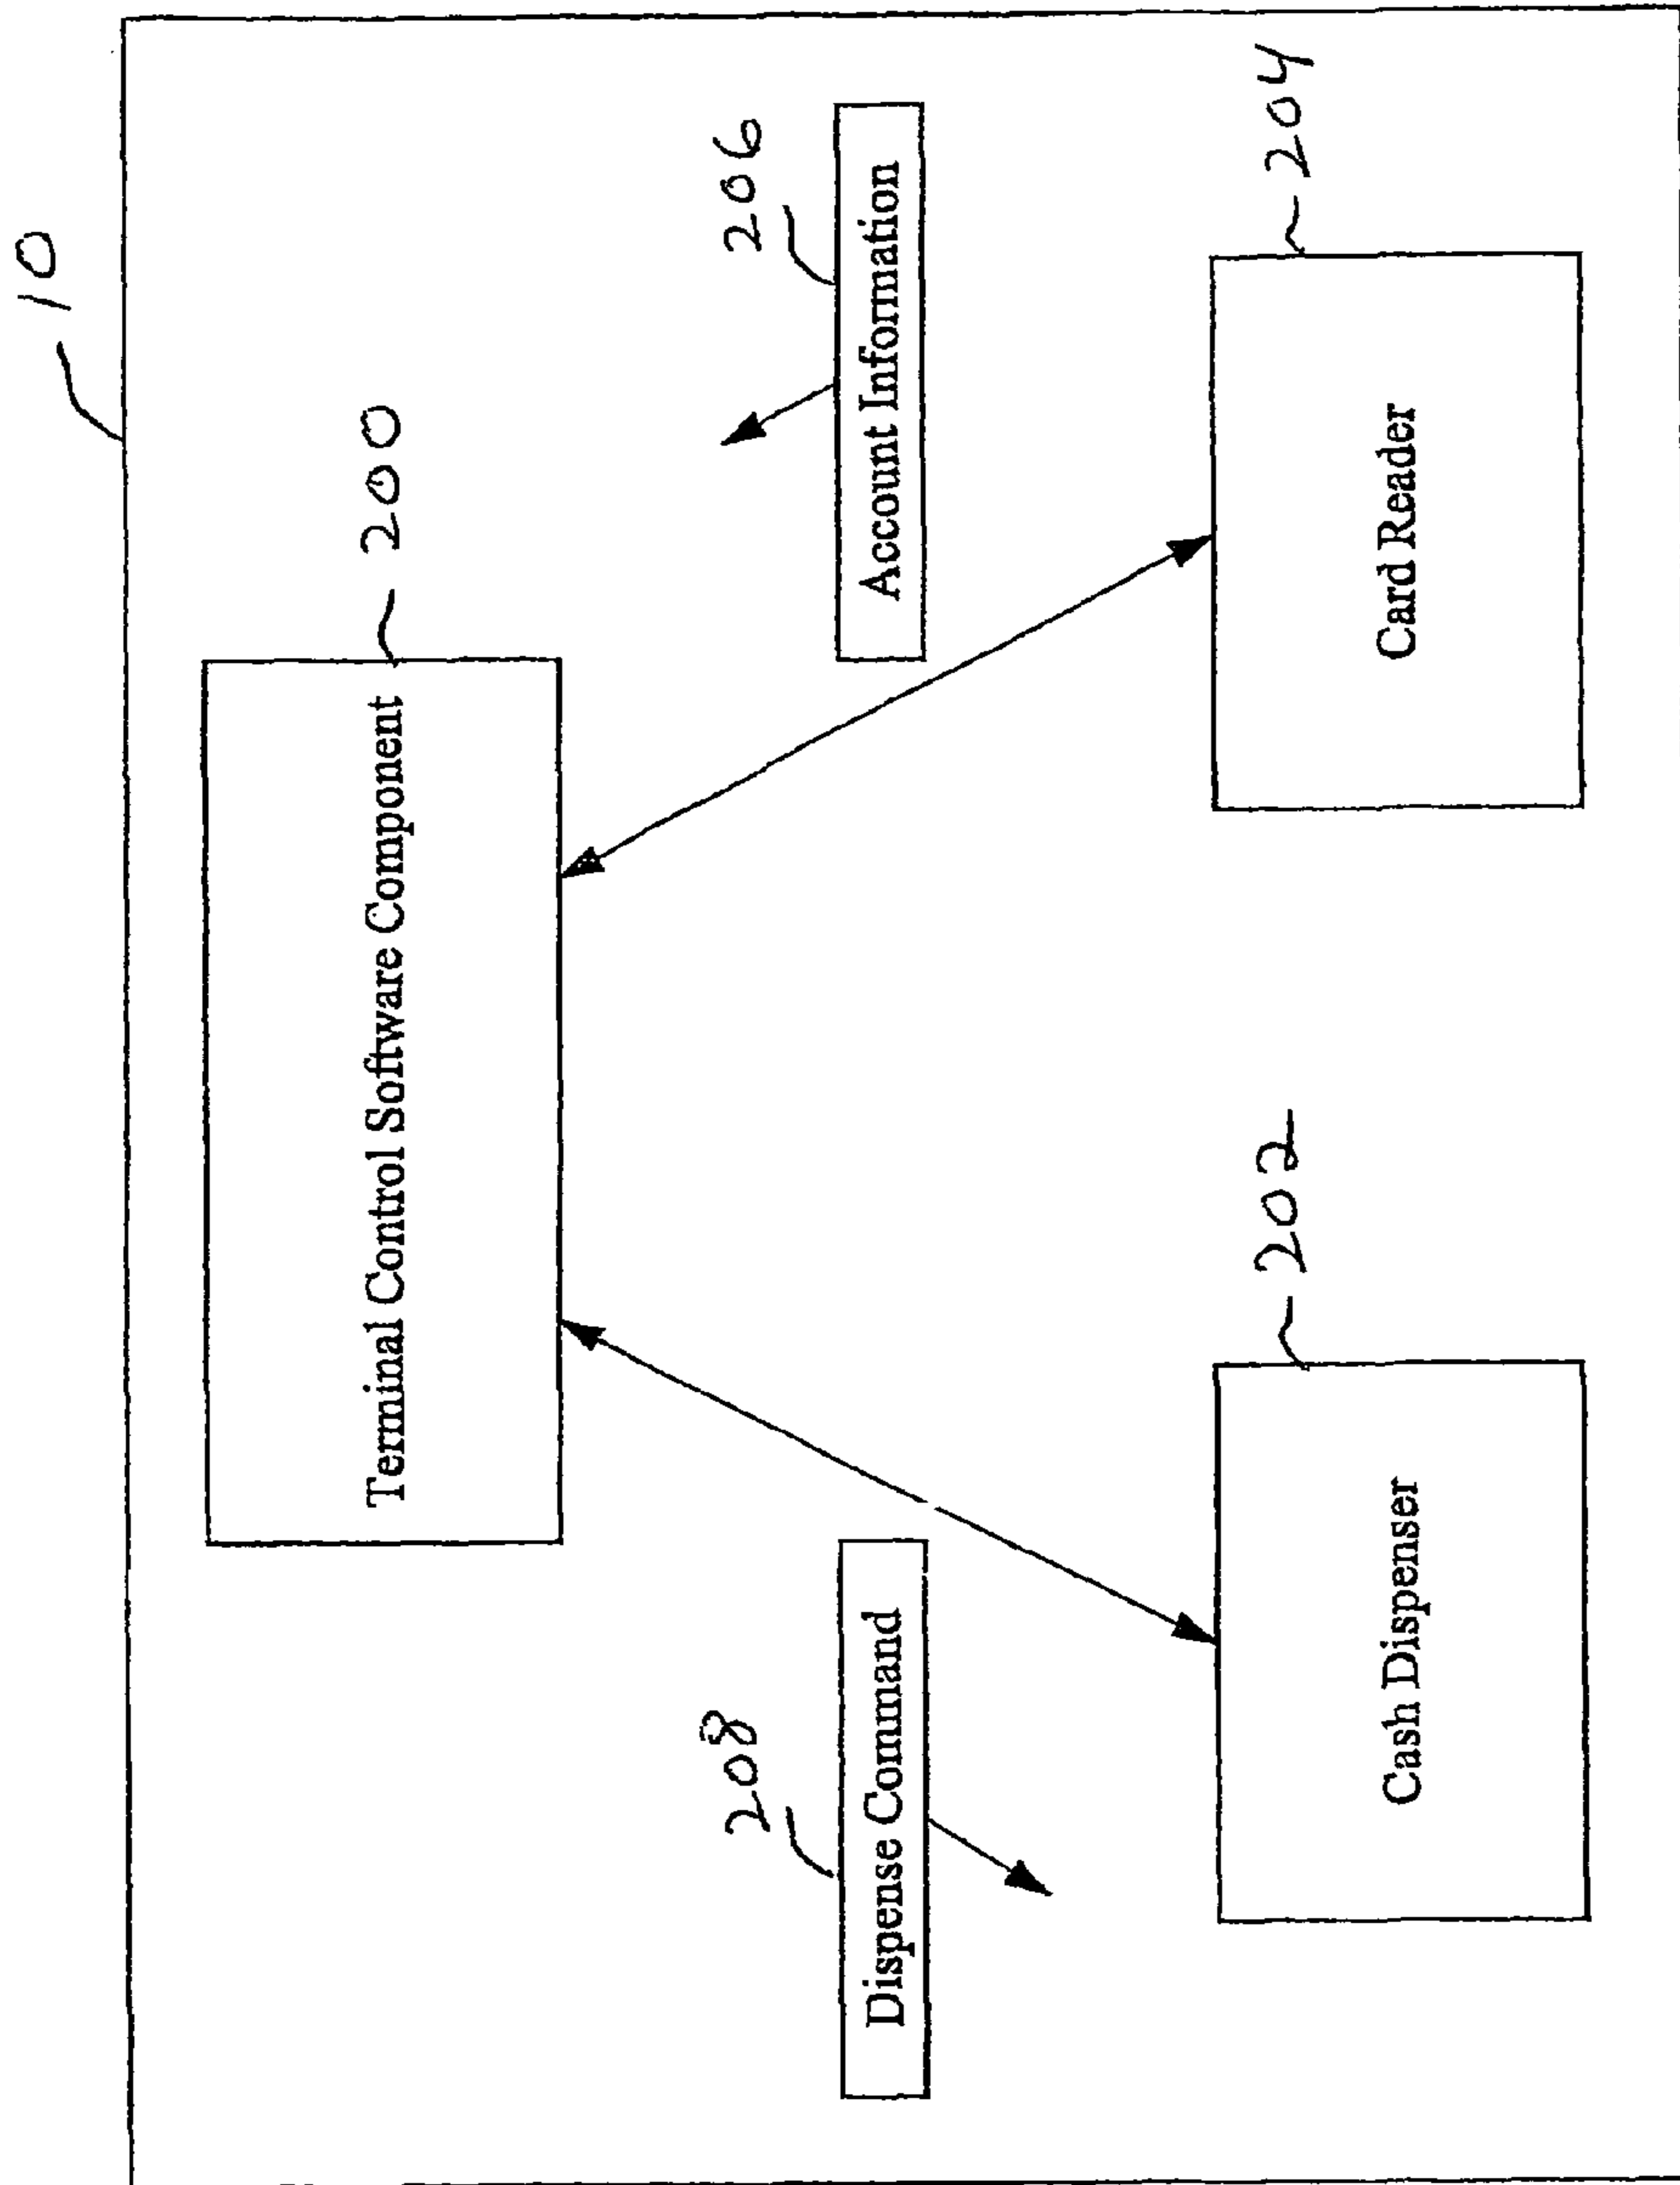 10
Terminal Control Software Component
200
208
206
Dispense Command
Account Information
202
204
Cash Dispenser
Card Reader